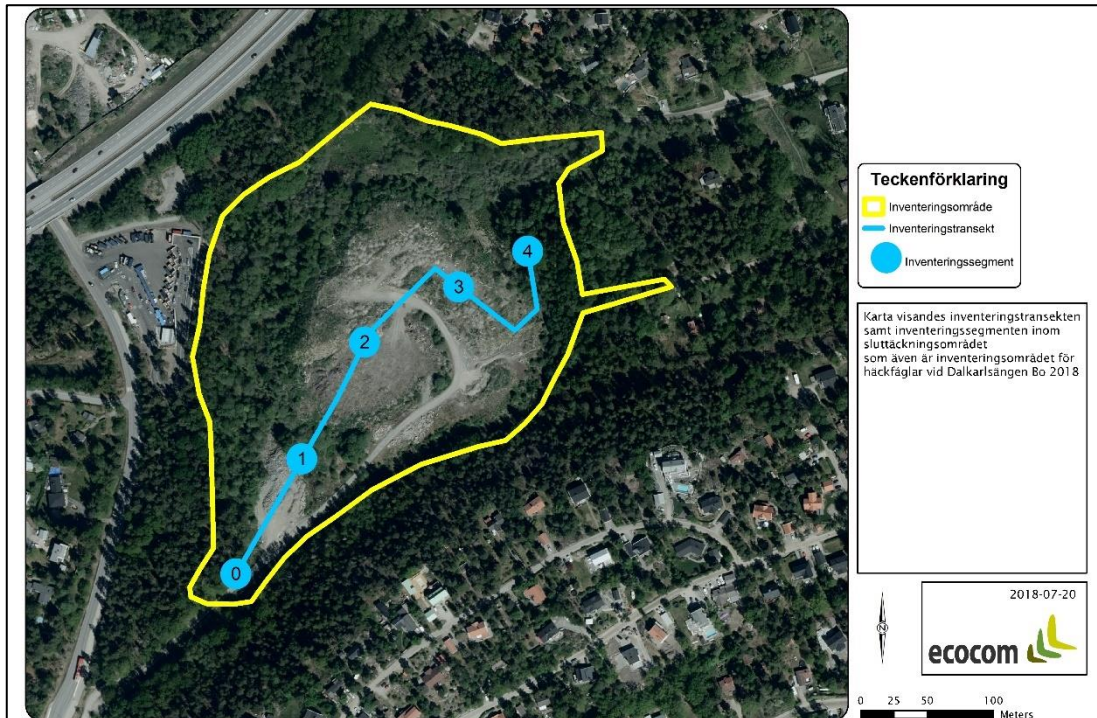 Teckenförklaring
Inventeringsområde
Inventeringstransekt
Inventeringssegment
Karta visandes inventeringstransekten
samt inventeringssegmenten inom
sluttäckningsområdet
som även är inventeringsområdet för
häckfåglar vid Dalkarlsängen Bo 2018
4
3
2
1
0
N
2018-07-20
ecocom
0 25 50 100
Meters